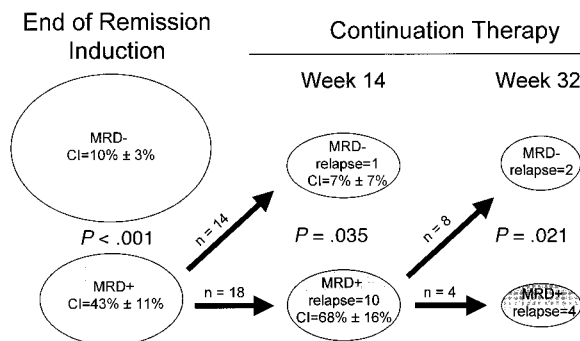 End of Remission
Induction
Continuation Therapy
Week 14
Week 32
MRD-
CI=10% ± 3%
MRD-
relapse=1
CI=7% ± 7%
MRD-
relapse=2
n = 14
n = 8
P < .001
P = .035
P = .021
MRD+
CI=43% ± 11%
n = 18
MRD+
relapse=10
CI=68% ± 16%
n = 4
MRD+
relapse=4